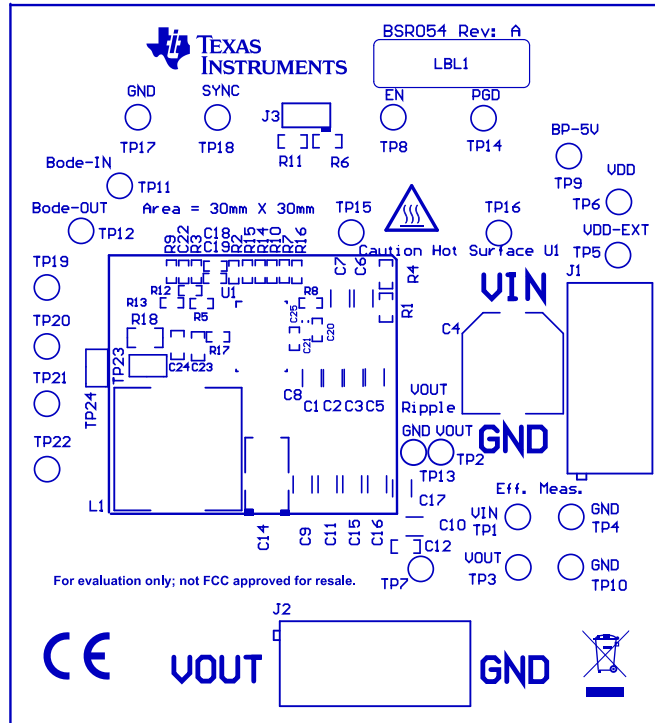 BSR054 Rev: A
TEXAS
INSTRUMENTS
LBL1
GND
SYNC
EN
PGD
J3
TP17
TP18
R11
R6
TP8
TP14
BP-5V
TP9
VDD
TP6
Bode-IN
TP11
Bode-OUT
TP12
Area = 30mm X 30mm
TP15
TP16
VDD-EXT
TP5
Caution Hot Surface U1
R9
C22
R3
C18
C19
R2
R15
R14
R10
R7
R16
C7
C6
R4
J1
TP19
R12
U1
R13
R5
R8
R1
VIN
C4
TP20
R18
C25
C20
C21
R17
TP23
C24
C23
TP24
TP21
C8
C1
C2
C3
C5
VOUT
Ripple
GND
VOUT
GND
TP22
TP13
TP2
L1
C17
Eff. Meas.
VIN
TP1
GND
TP4
C14
C9
C11
C15
C16
C10
C12
VOUT
TP3
GND
TP10
TP7
For evaluation only; not FCC approved for resale.
J2
CE
VOUT
GND